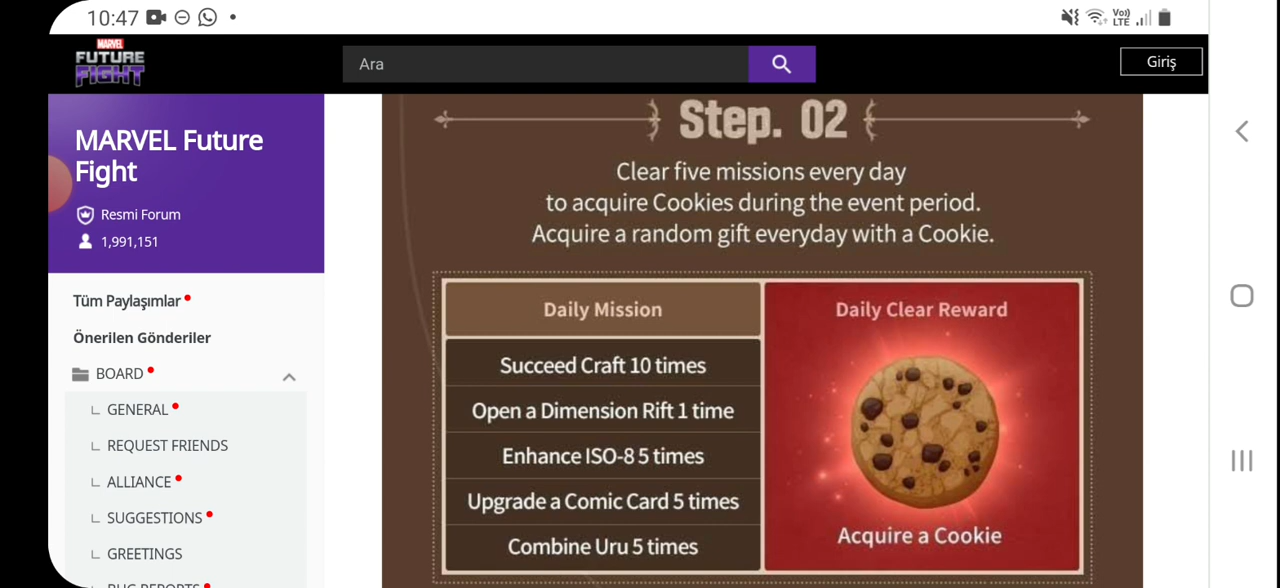 10:47
Vo))
LTE
MARVEL
FUTURE
FIGHT
Ara
Giriş
MARVEL Future
Fight
Resmi Forum
1,991,151
Tüm Paylaşımlar
Önerilen Gönderiler
BOARD
GENERAL
REQUEST FRIENDS
ALLIANCE
SUGGESTIONS
GREETINGS
BUG REPORTS
Step. 02
Clear five missions every day
to acquire Cookies during the event period.
Acquire a random gift everyday with a Cookie.
Daily Mission
Succeed Craft 10 times
Open a Dimension Rift 1 time
Enhance ISO-8 5 times
Upgrade a Comic Card 5 times
Combine Uru 5 times
Daily Clear Reward
Acquire a Cookie